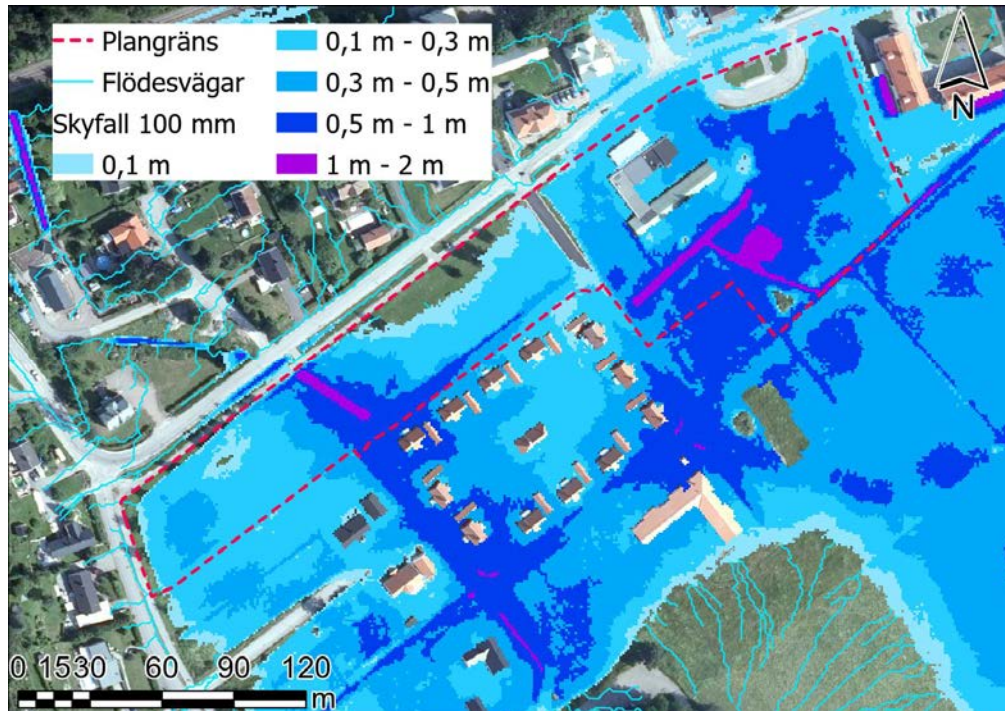 Plangräns
Flödesvägar
Skyfall 100 mm
0,1 m
0,1 m - 0,3 m
0,3 m - 0,5 m
0,5 m - 1 m
1 m - 2 m
N
0 15 30 60 90 120
m